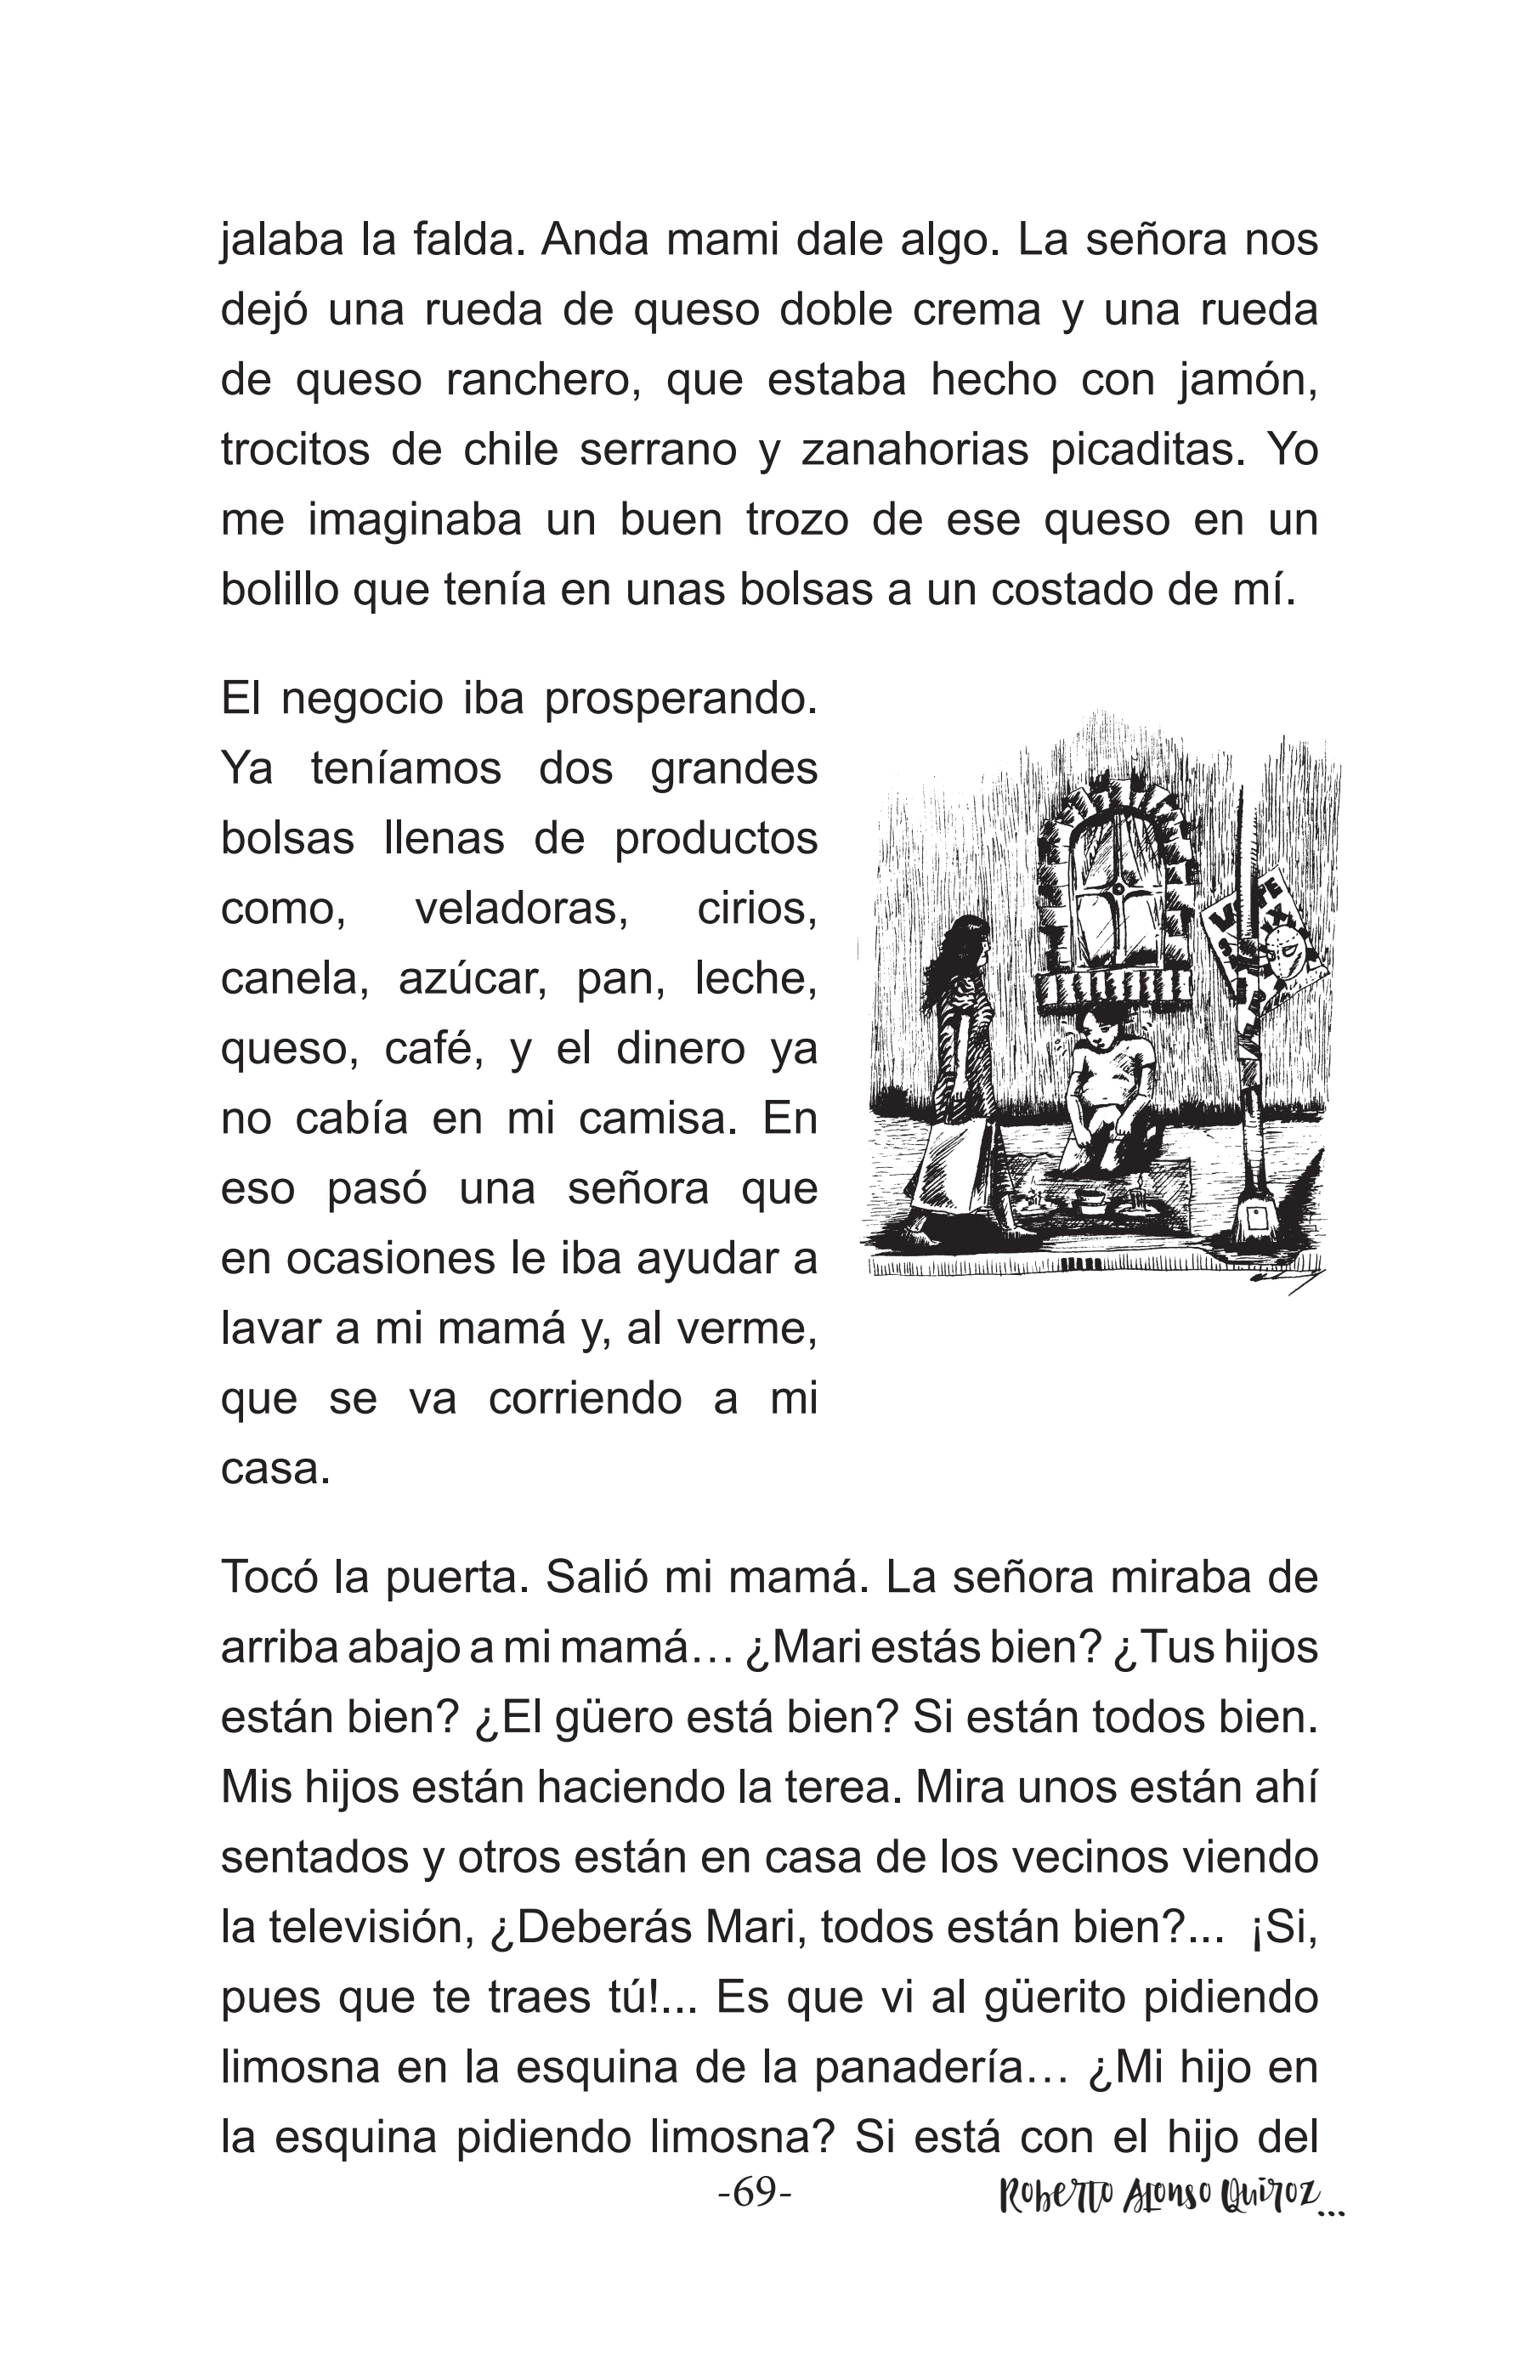 jalaba la falda. Anda mami dale algo. La señora nos
dejó una rueda de queso doble crema y una rueda
de queso ranchero, que estaba hecho con jamón,
trocitos de chile serrano y zanahorias picaditas. Yo
me imaginaba un buen trozo de ese queso en un
bolillo que tenía en unas bolsas a un costado de mí.
El negocio iba prosperando.
Ya teníamos dos grandes
bolsas llenas de productos
como, veladoras, cirios,
canela, azúcar, pan, leche,
queso, café, y el dinero ya
no cabía en mi camisa. En
eso pasó una señora que
en ocasiones le iba ayudar a
lavar a mi mamá y, al verme,
que se va corriendo a mi
casa.
Tocó la puerta. Salió mi mamá. La señora miraba de
arriba abajo a mi mamá… ¿Mari estás bien? ¿Tus hijos
están bien? ¿El güero está bien? Si están todos bien.
Mis hijos están haciendo la terea. Mira unos están ahí
sentados y otros están en casa de los vecinos viendo
la televisión, ¿Deberás Mari, todos están bien?... ¡Si,
pues que te traes tú!... Es que vi al güerito pidiendo
limosna en la esquina de la panadería… ¿Mi hijo en
la esquina pidiendo limosna? Si está con el hijo del
-69-
Roberto Alonso Quiroz...